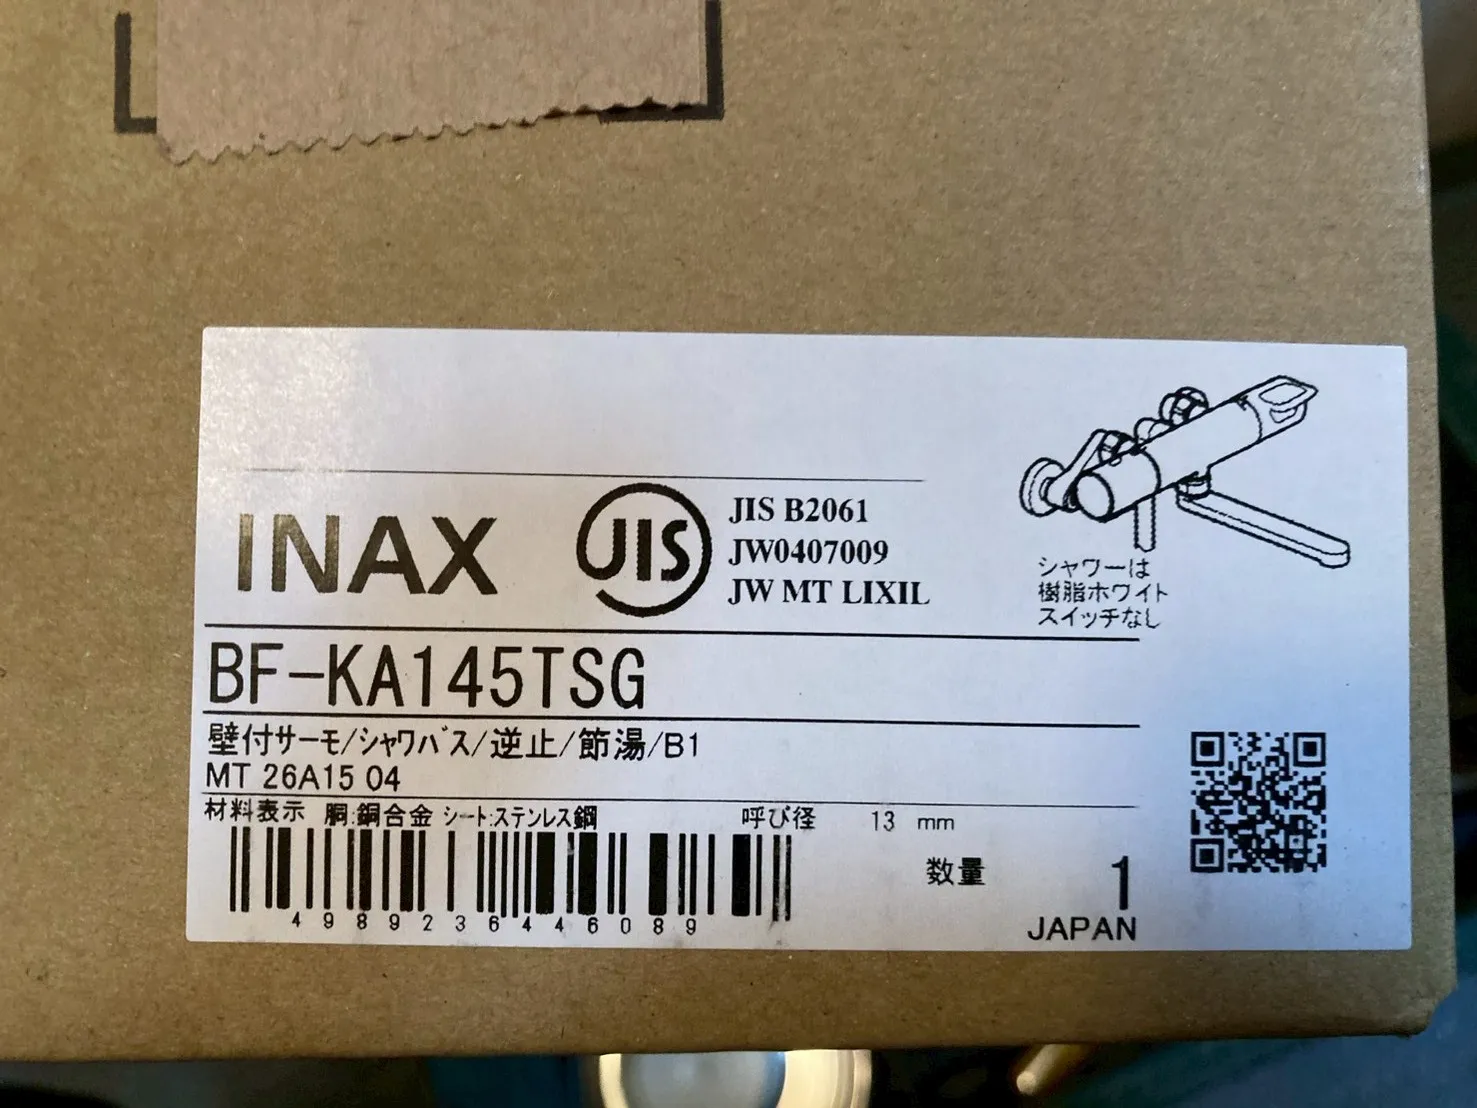 INAX
JIS
JIS B2061
JW0407009
JW MT LIXIL
シャワーは
樹脂ホワイト
スイッチなし
BF-KA145TSG
壁付サーモ/シャワバス/逆止/節湯/B1
MT 26A15 04
材料表示 胴:銅合金 シート:ステンレス鋼 呼び径 13 mm
数量 1
4989236446089
JAPAN